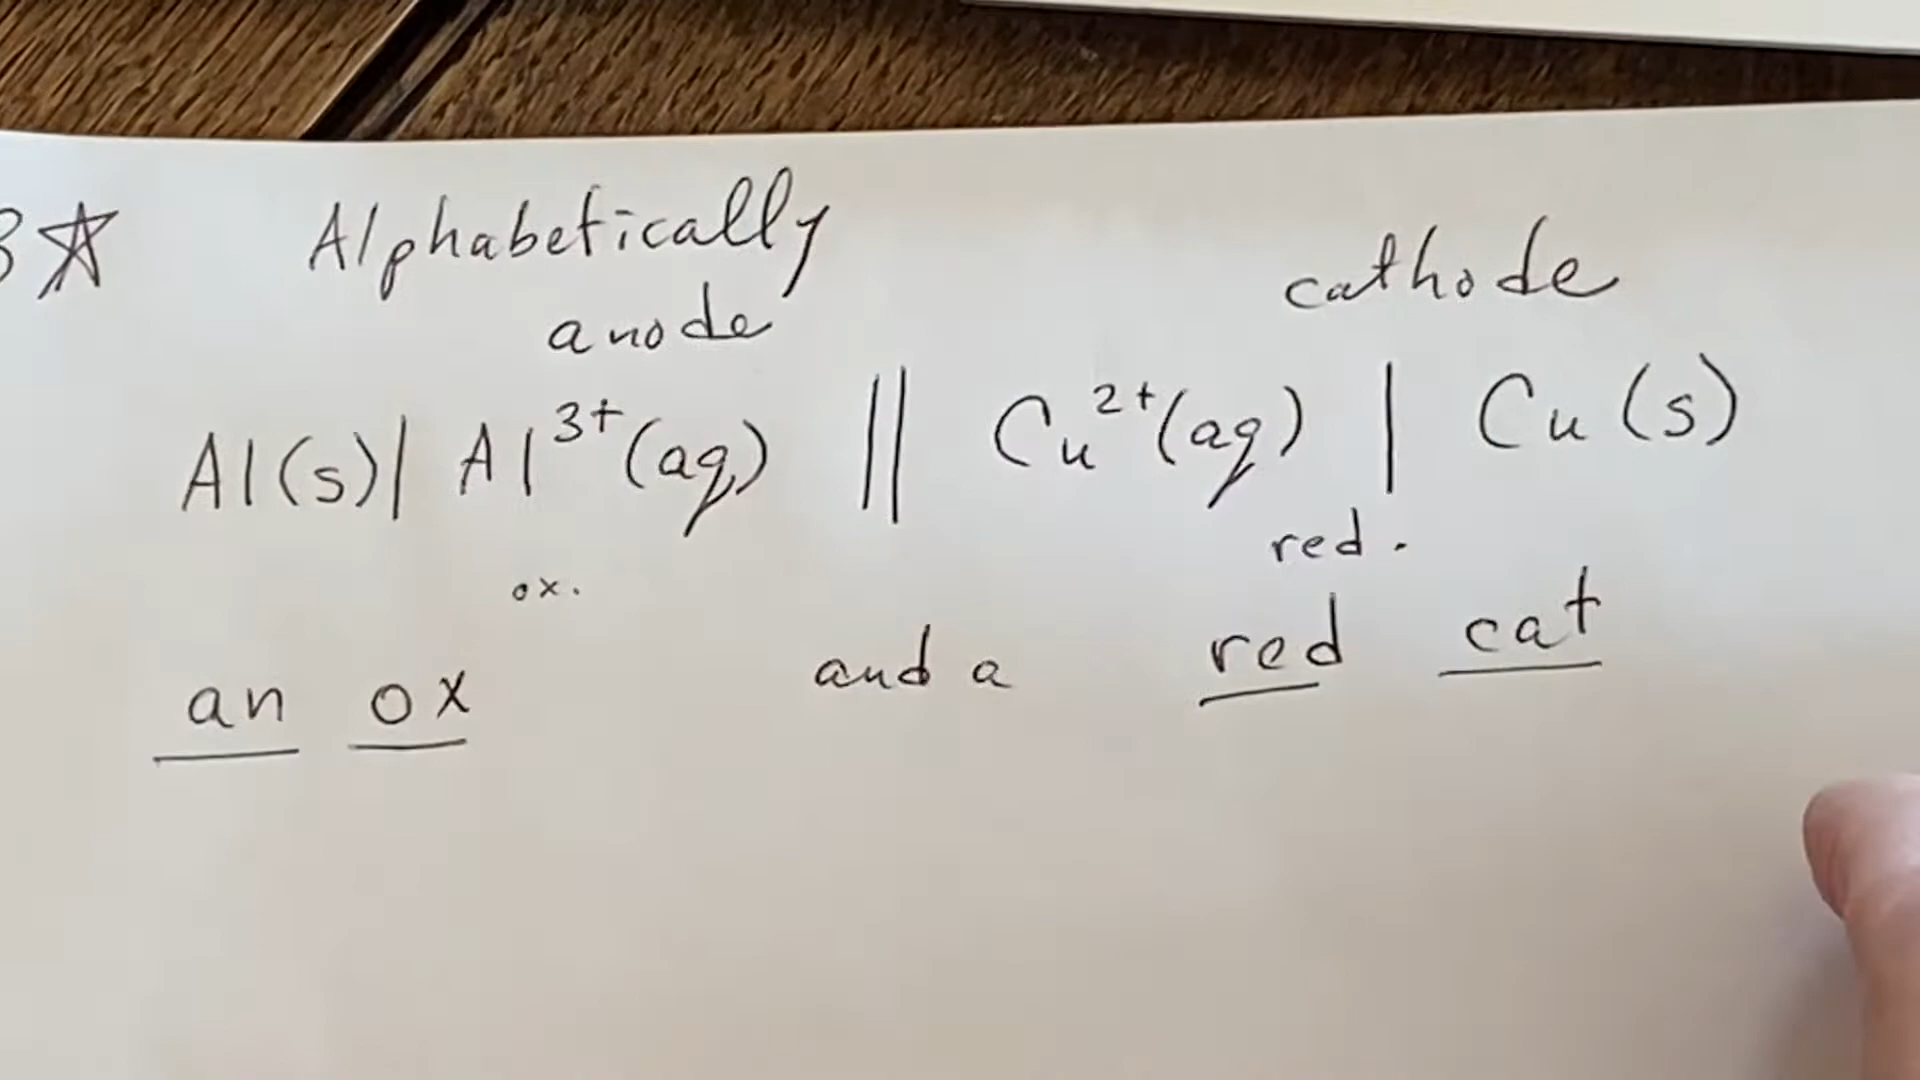 3☆ Alphabetically
anode cathode
Al(s)| Al³⁺(aq) || Cu²⁺(aq) | Cu(s)
ox. red.
an ox and a red cat